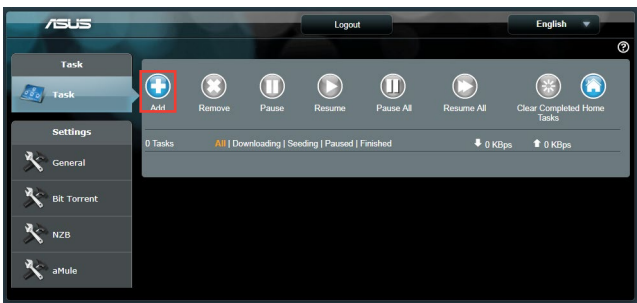 ASUS
Logout
English
?
Task
Task
Add
Remove
Pause
Resume
Pause All
Resume All
Clear Completed Tasks
Home
0 Tasks
All | Downloading | Seeding | Paused | Finished
0 KBps
0 KBps
Settings
General
Bit Torrent
NZB
aMule